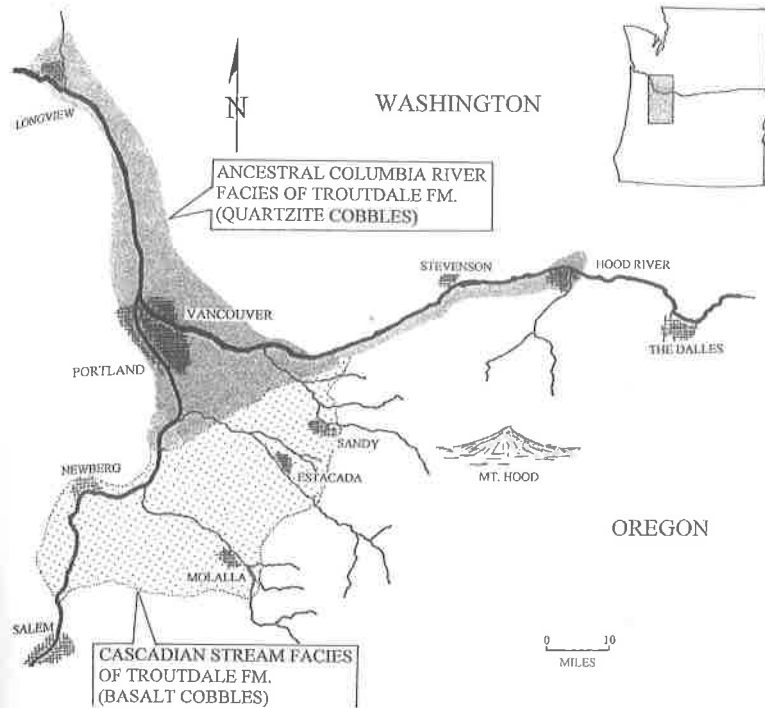 LONGVIEW
N
WASHINGTON
ANCESTRAL COLUMBIA RIVER
FACIES OF TROUTDALE FM.
(QUARTZITE COBBLES)
STEVENSON
HOOD RIVER
VANCOUVER
THE DALLES
PORTLAND
SANDY
MT. HOOD
NEWBERG
ESTACADA
OREGON
MOLALLA
SALEM
0 10
MILES
CASCADIAN STREAM FACIES
OF TROUTDALE FM.
(BASALT COBBLES)